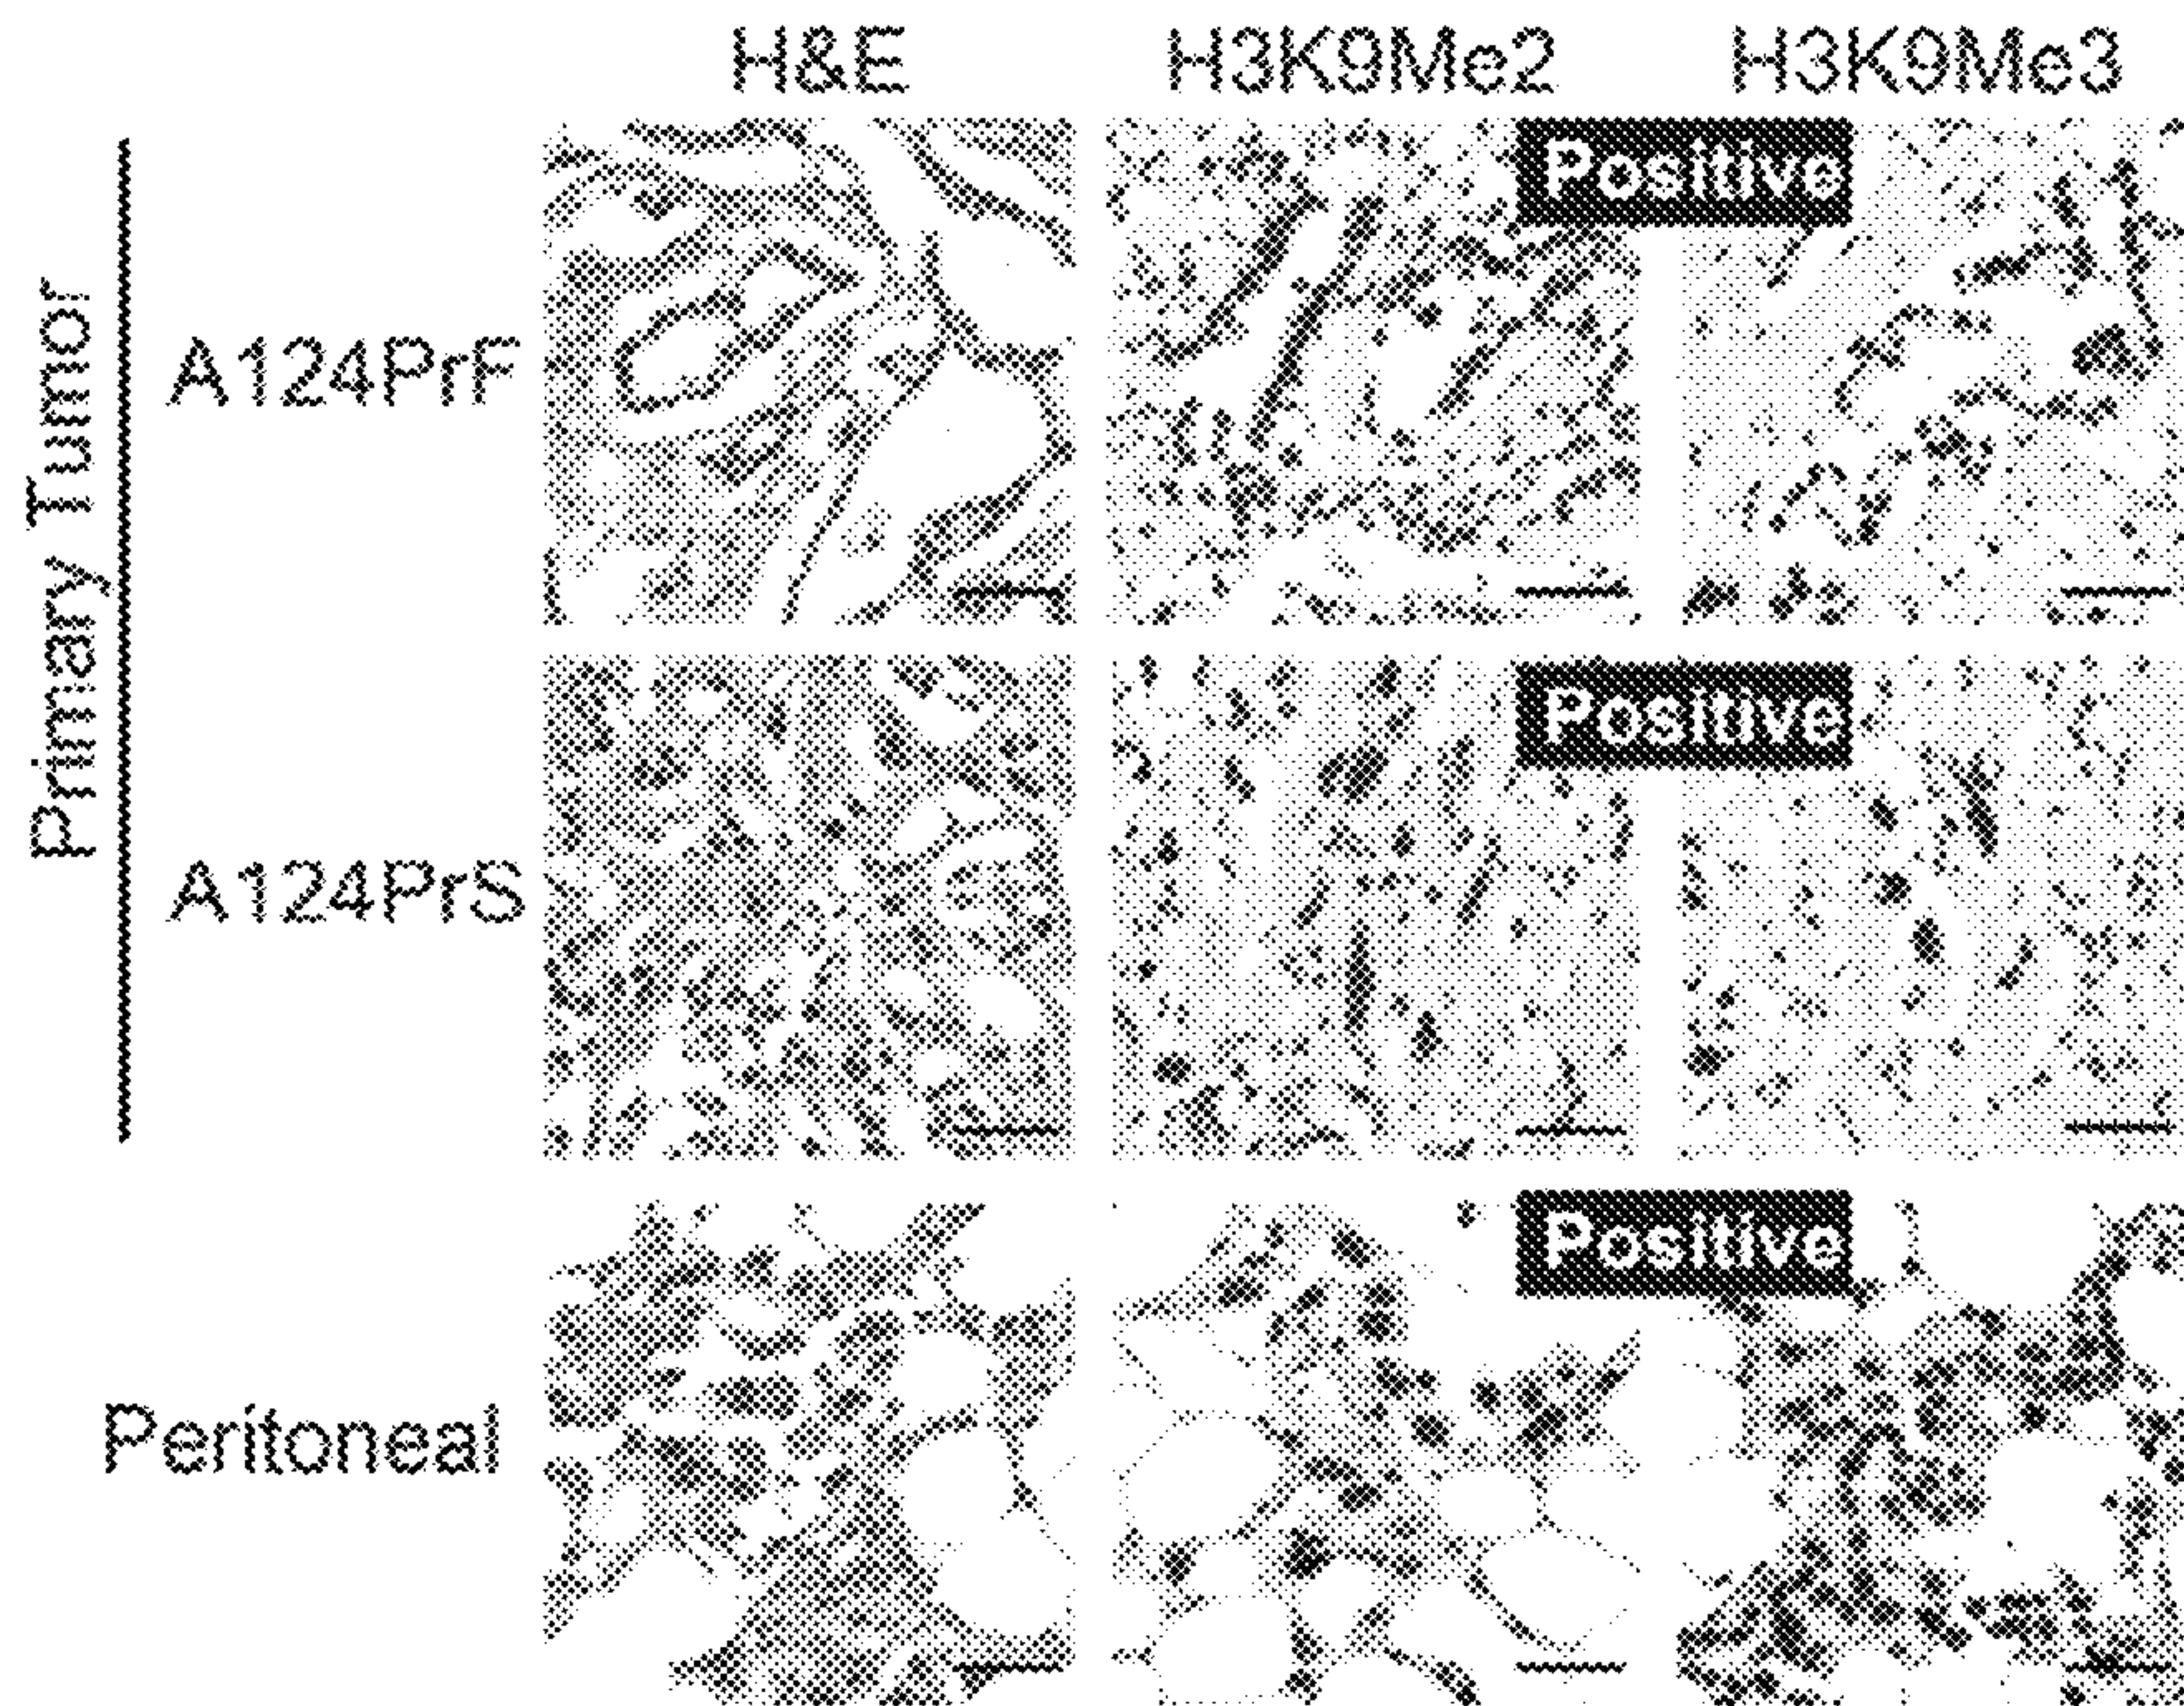 H&E H3K9Me2 H3K9Me3
Primary Tumor
A124PrF
Positive
A124PrS
Positive
Peritoneal
Positive